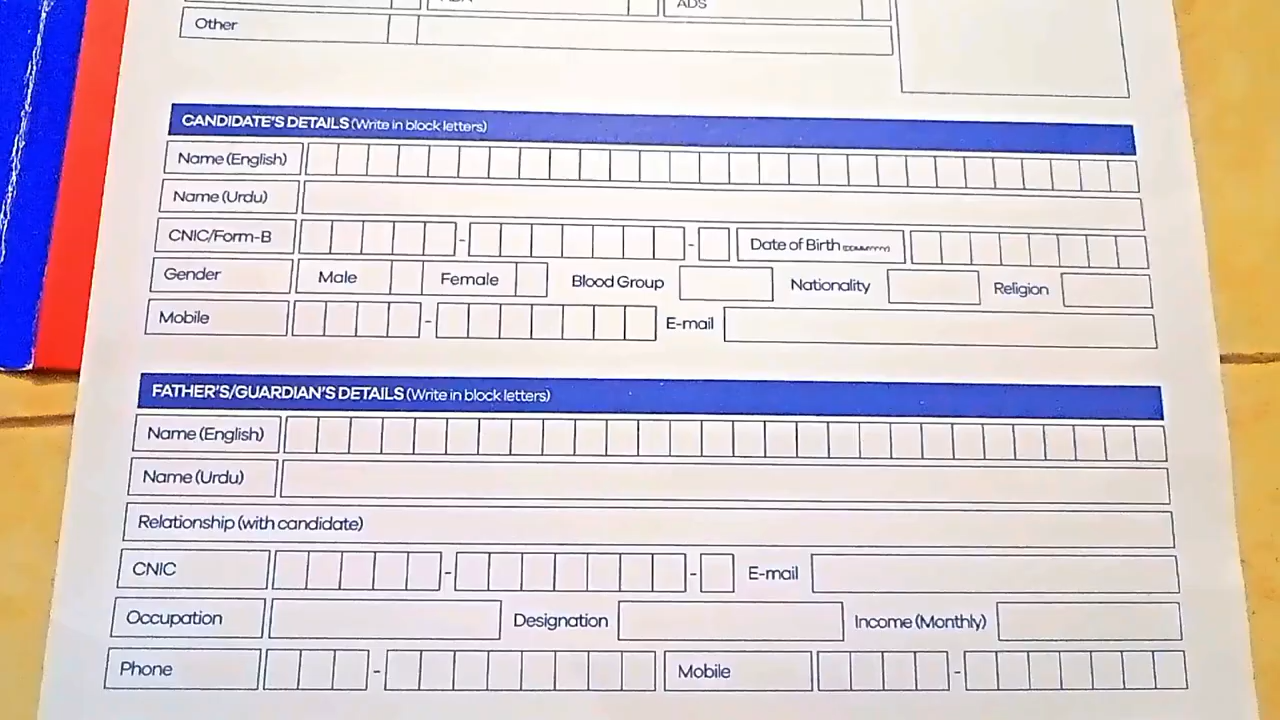 ADS
Other
CANDIDATE'S DETAILS (Write in block letters)
Name (English)
Name (Urdu)
CNIC/Form-B - - Date of Birth
Gender Male Female Blood Group Nationality Religion
Mobile - E-mail
FATHER'S/GUARDIAN'S DETAILS (Write in block letters)
Name (English)
Name (Urdu)
Relationship (with candidate)
CNIC - - E-mail
Occupation Designation Income (Monthly)
Phone - Mobile -